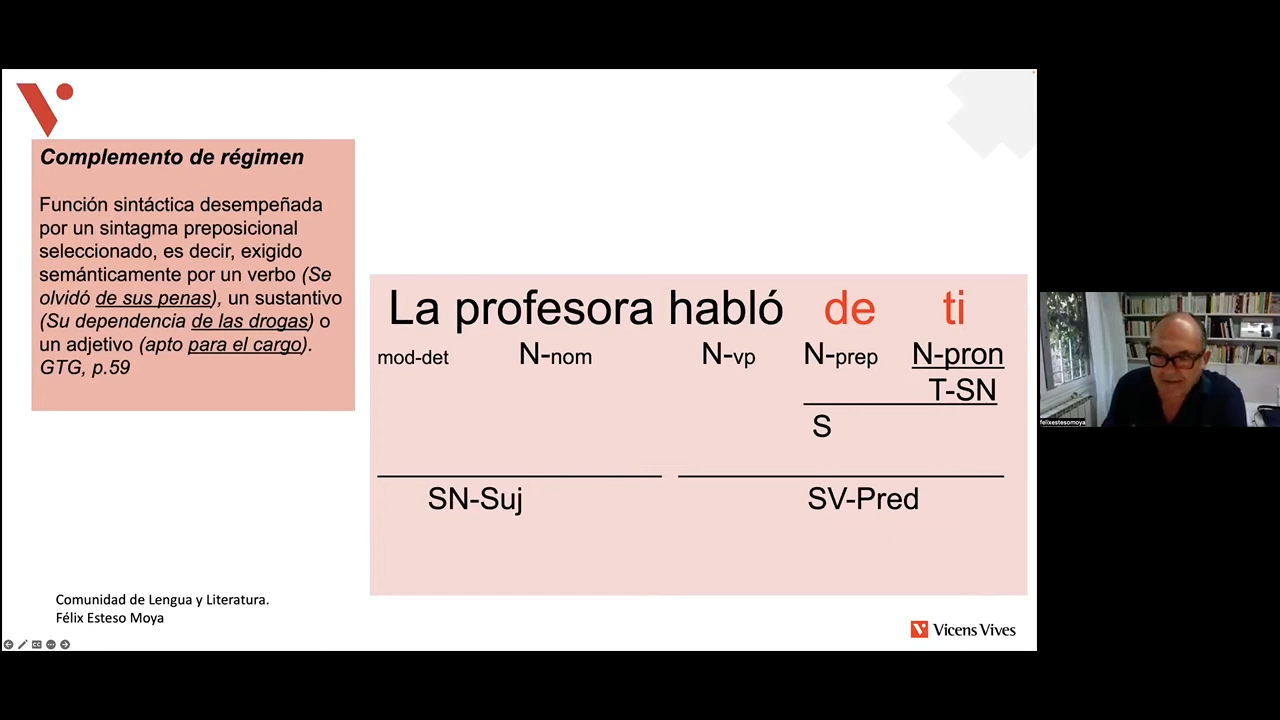 Complemento de régimen
Función sintáctica desempeñada
por un sintagma preposicional
seleccionado, es decir, exigido
semánticamente por un verbo (Se
olvidó de sus penas), un sustantivo
(Su dependencia de las drogas) o
un adjetivo (apto para el cargo).
GTG, p.59
La profesora habló de ti
mod-det N-nom N-vp N-prep N-pron
T-SN
S
SN-Suj SV-Pred
Comunidad de Lengua y Literatura.
Félix Esteso Moya
Vicens Vives
felixestesomoya